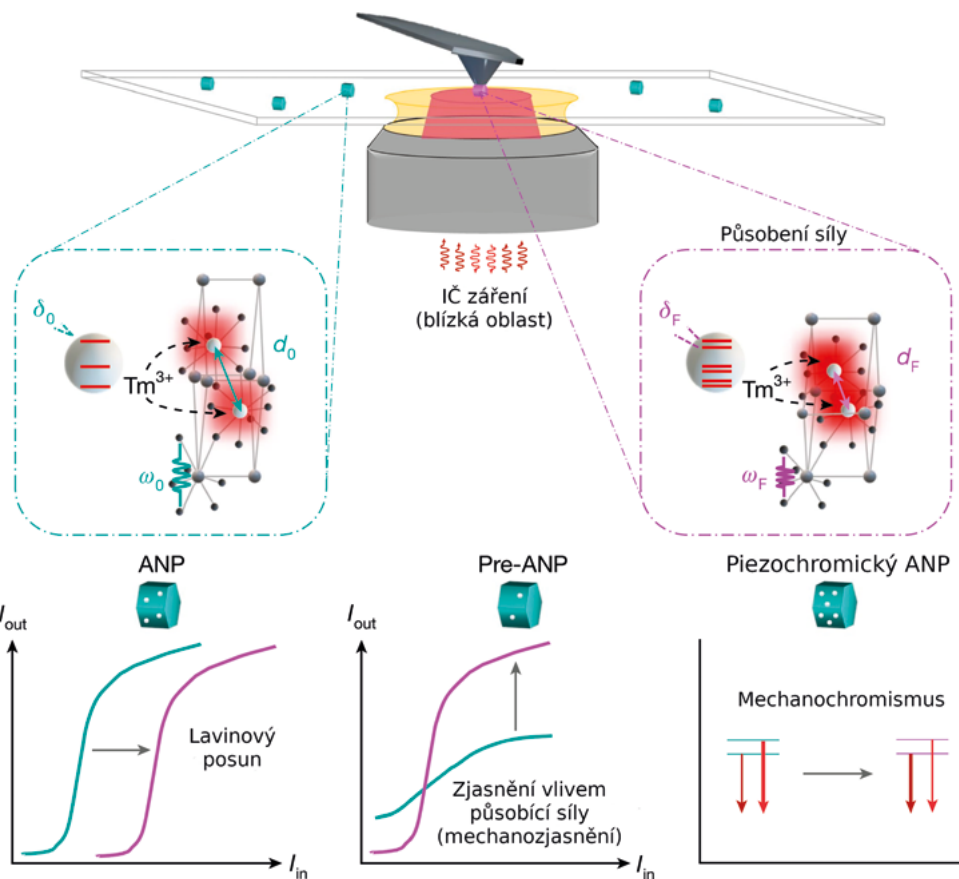 Působení síly
IČ záření
(blízká oblast)
δ₀
d₀
Tm³⁺
ω₀
δF
dF
Tm³⁺
ωF
ANP
Pre-ANP
Piezochromický ANP
Iout
Lavinový
posun
Iin
Iout
Zjasnění vlivem
působící síly
(mechanozjasnění)
Iin
Mechanochromismus